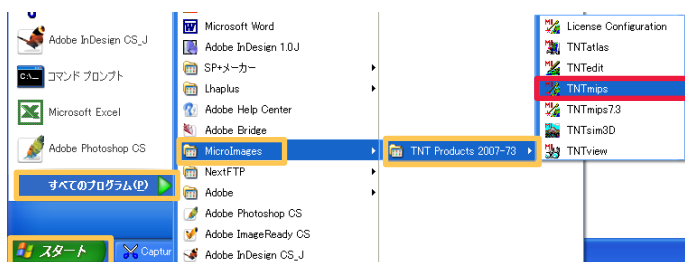 Adobe InDesign CS_J
コマンド プロンプト
Microsoft Excel
Adobe Photoshop CS
すべてのプログラム(P)
スタート
Captur
Microsoft Word
Adobe InDesign 1.0J
SP+メーカー
Lhaplus
Adobe Help Center
Adobe Bridge
MicroImages
NextFTP
Adobe
Adobe Photoshop CS
Adobe ImageReady CS
Adobe InDesign CS_J
TNT Products 2007-73
License Configuration
TNTatlas
TNTedit
TNTmips
TNTmips7.3
TNTsim3D
TNTview